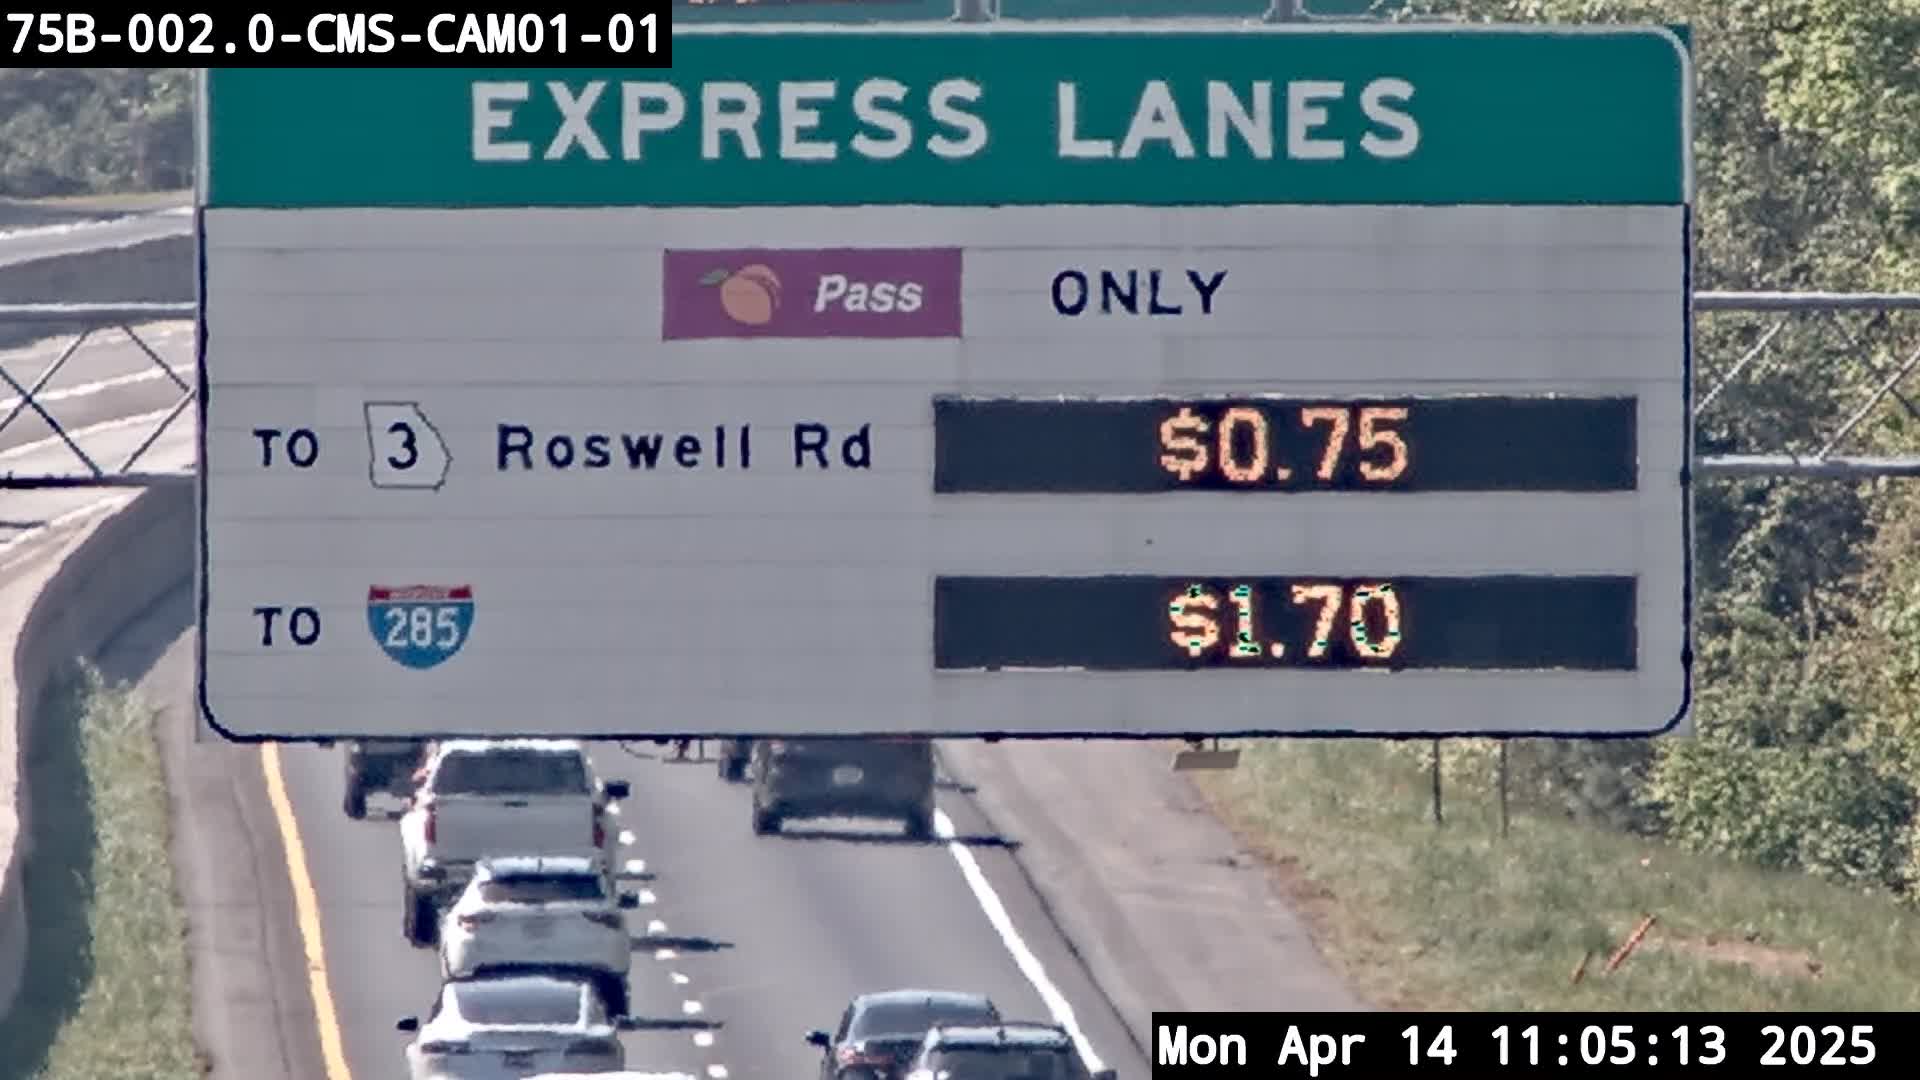 75B-002.0-CMS-CAM01-01
EXPRESS LANES
Pass ONLY
TO 3 Roswell Rd $0.75
TO 285 $1.70
Mon Apr 14 11:05:13 2025